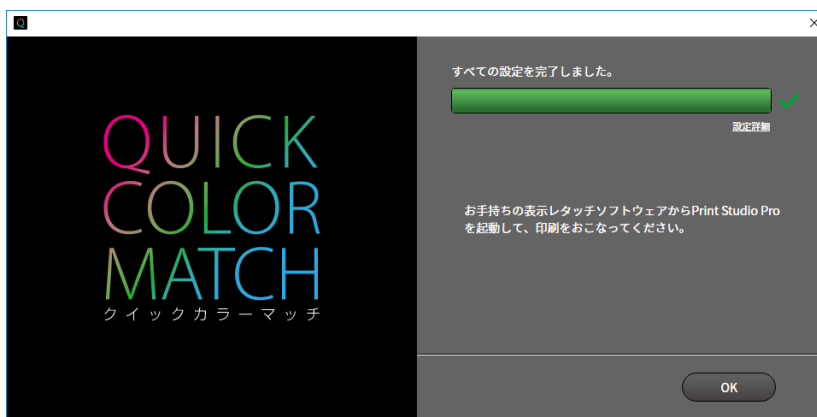 Q
QUICK
COLOR
MATCH
クイックカラーマッチ
すべての設定を完了しました。
設定詳細
お手持ちの表示レタッチソフトウェアからPrint Studio Pro
を起動して、印刷をおこなってください。
OK